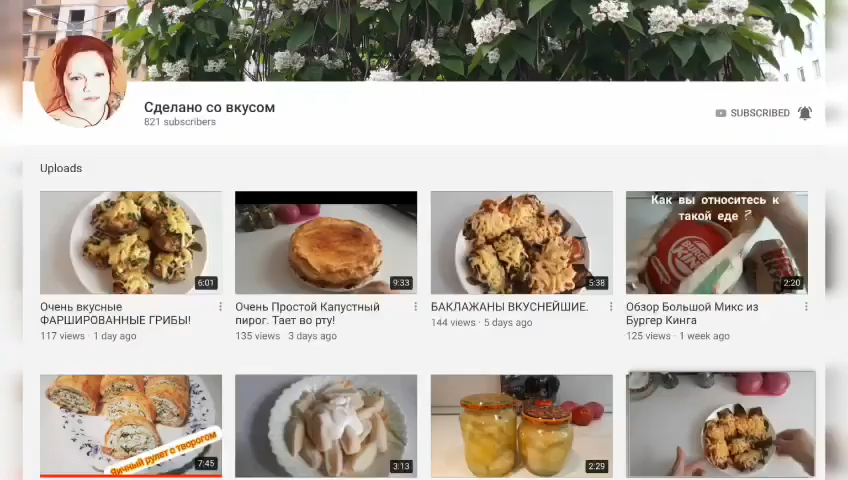 Сделано со вкусом
821 subscribers
SUBSCRIBED
Uploads
Как вы относитесь к
такой еде ?
BURGER
KING
6:01
9:33
5:38
2:20
Очень вкусные
ФАРШИРОВАННЫЕ ГРИБЫ!
117 views · 1 day ago
Очень Простой Капустный
пирог. Тает во рту!
135 views · 3 days ago
БАКЛАЖАНЫ ВКУСНЕЙШИЕ.
144 views · 5 days ago
Обзор Большой Микс из
Бургер Кинга
125 views · 1 week ago
Яичный рулет с творогом
7:45
3:13
2:29